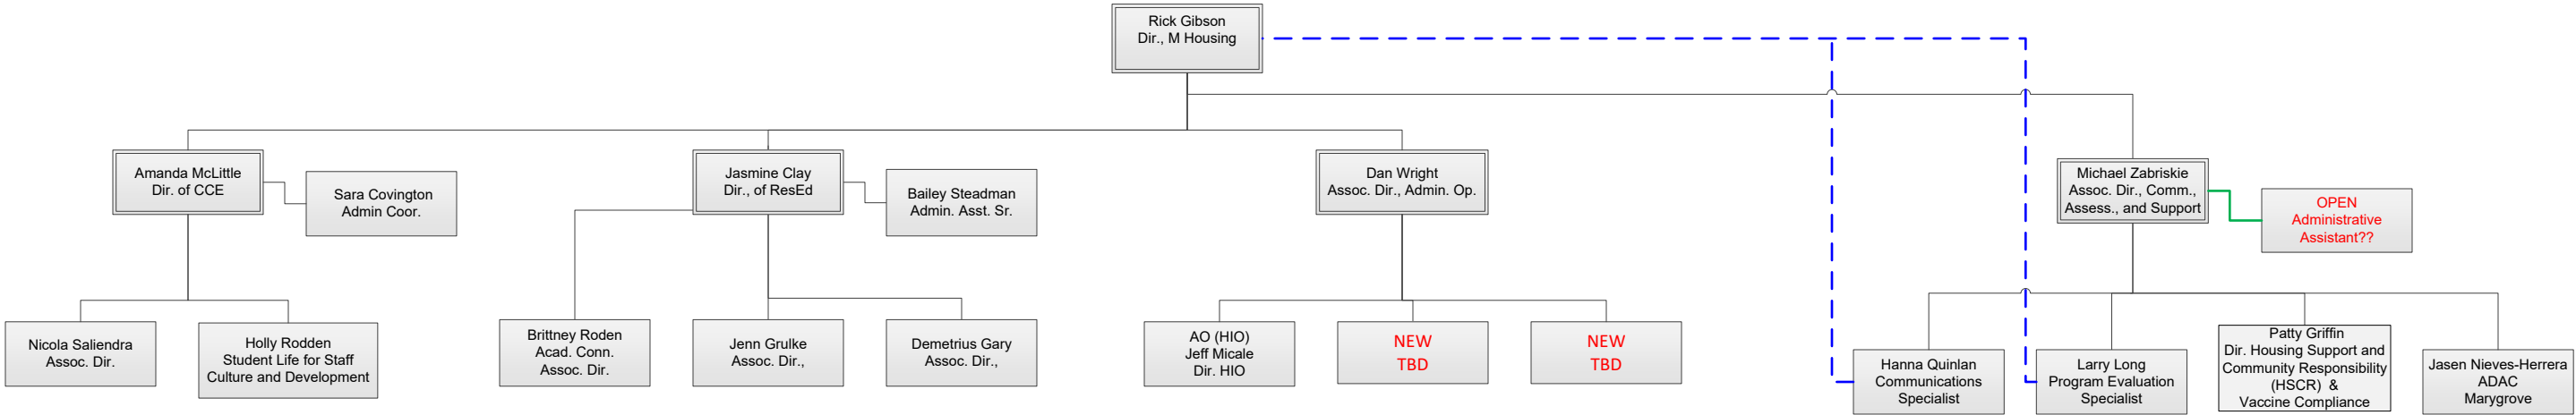 Rick Gibson
Dir., M Housing
Amanda McLittle
Dir. of CCE
Sara Covington
Admin Coor.
Jasmine Clay
Dir., of ResEd
Bailey Steadman
Admin. Asst. Sr.
Dan Wright
Assoc. Dir., Admin. Op.
Michael Zabriskie
Assoc. Dir., Comm.,
Assess., and Support
OPEN
Administrative
Assistant??
Nicola Saliendra
Assoc. Dir.
Holly Rodden
Student Life for Staff
Culture and Development
Brittney Roden
Acad. Conn.
Assoc. Dir.
Jenn Grulke
Assoc. Dir.,
Demetrius Gary
Assoc. Dir.,
AO (HIO)
Jeff Micale
Dir. HIO
NEW
TBD
NEW
TBD
Hanna Quinlan
Communications
Specialist
Larry Long
Program Evaluation
Specialist
Patty Griffin
Dir. Housing Support and
Community Responsibility
(HSCR) &
Vaccine Compliance
Jasen Nieves-Herrera
ADAC
Marygrove